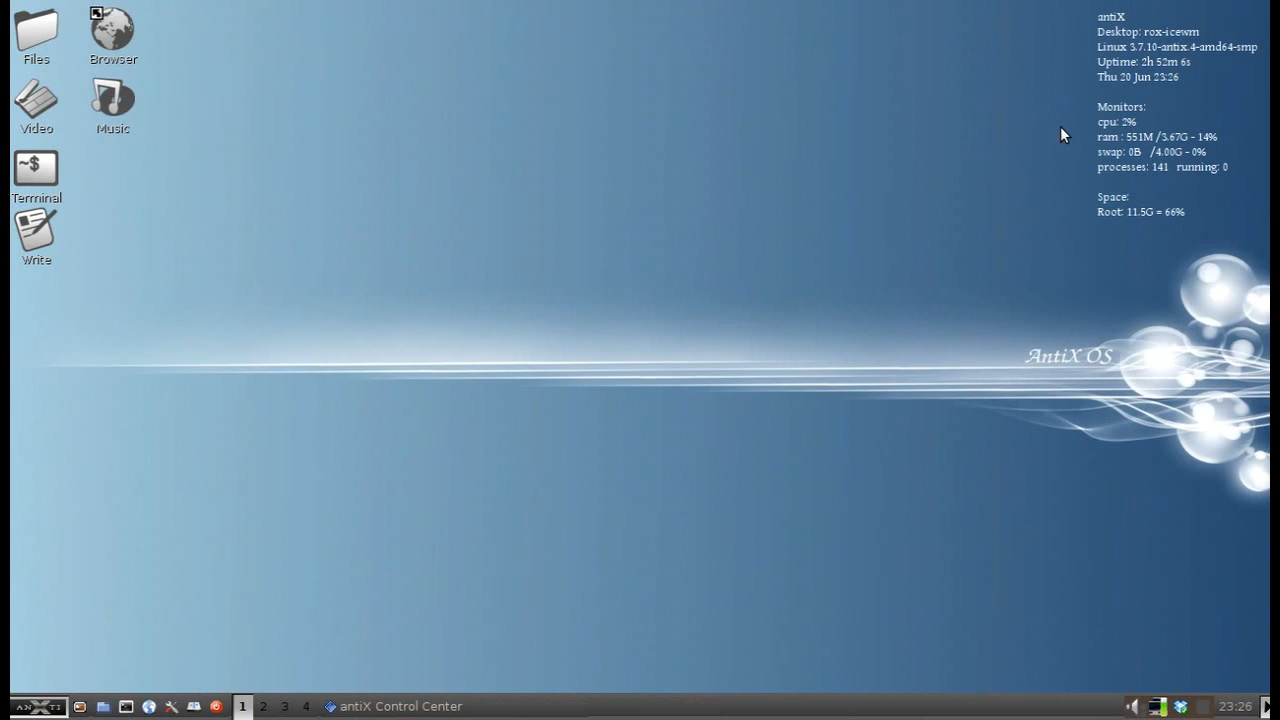 Files
Browser
Video
Music
~$
Terminal
Write
antiX
Desktop: rox-icewm
Linux 3.7.10-antix.4-amd64-smp
Uptime: 2h 52m 6s
Thu 20 Jun 23:26
Monitors:
cpu: 2%
ram : 551M /3.67G - 14%
swap: 0B /4.00G - 0%
processes: 141 running: 0
Space:
Root: 11.5G = 66%
AntiX OS
ANTI
1 2 3 4 antiX Control Center
23:26